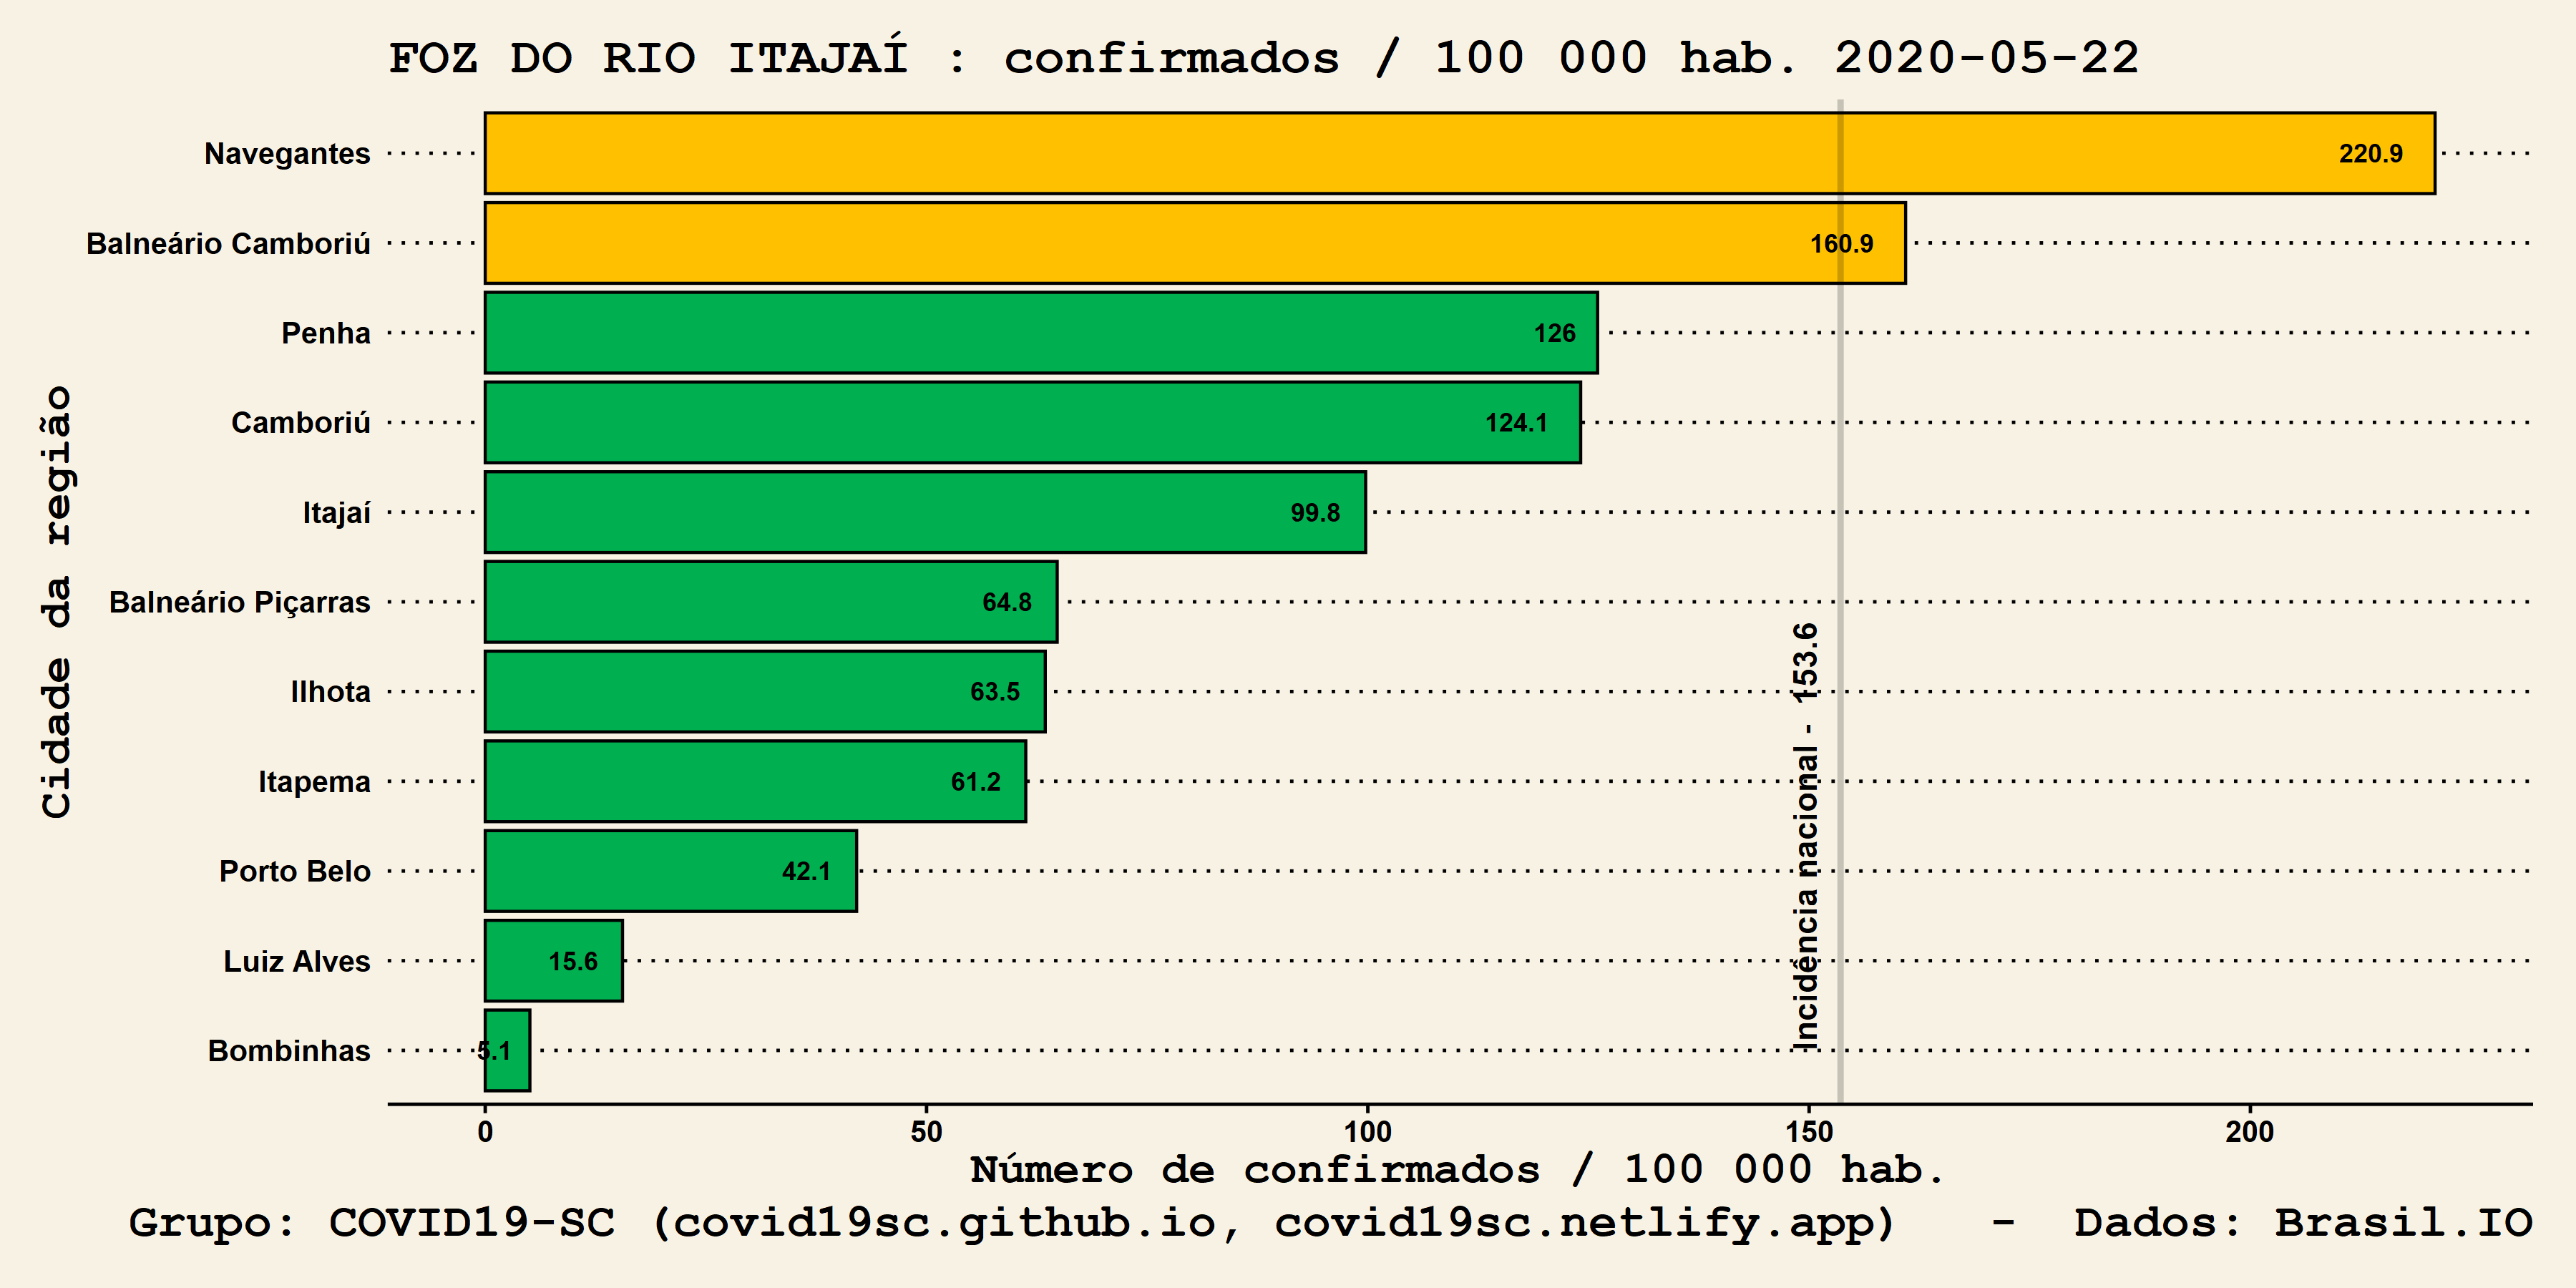 FOZ DO RIO ITAJAÍ : confirmados / 100 000 hab. 2020-05-22
Cidade da região
Navegantes 220.9
Balneário Camboriú 160.9
Penha 126
Camboriú 124.1
Itajaí 99.8
Balneário Piçarras 64.8
Ilhota 63.5
Itapema 61.2
Porto Belo 42.1
Luiz Alves 15.6
Bombinhas 5.1
Incidência nacional - 153.6
0 50 100 150 200
Número de confirmados / 100 000 hab.
Grupo: COVID19-SC (covid19sc.github.io, covid19sc.netlify.app) - Dados: Brasil.IO